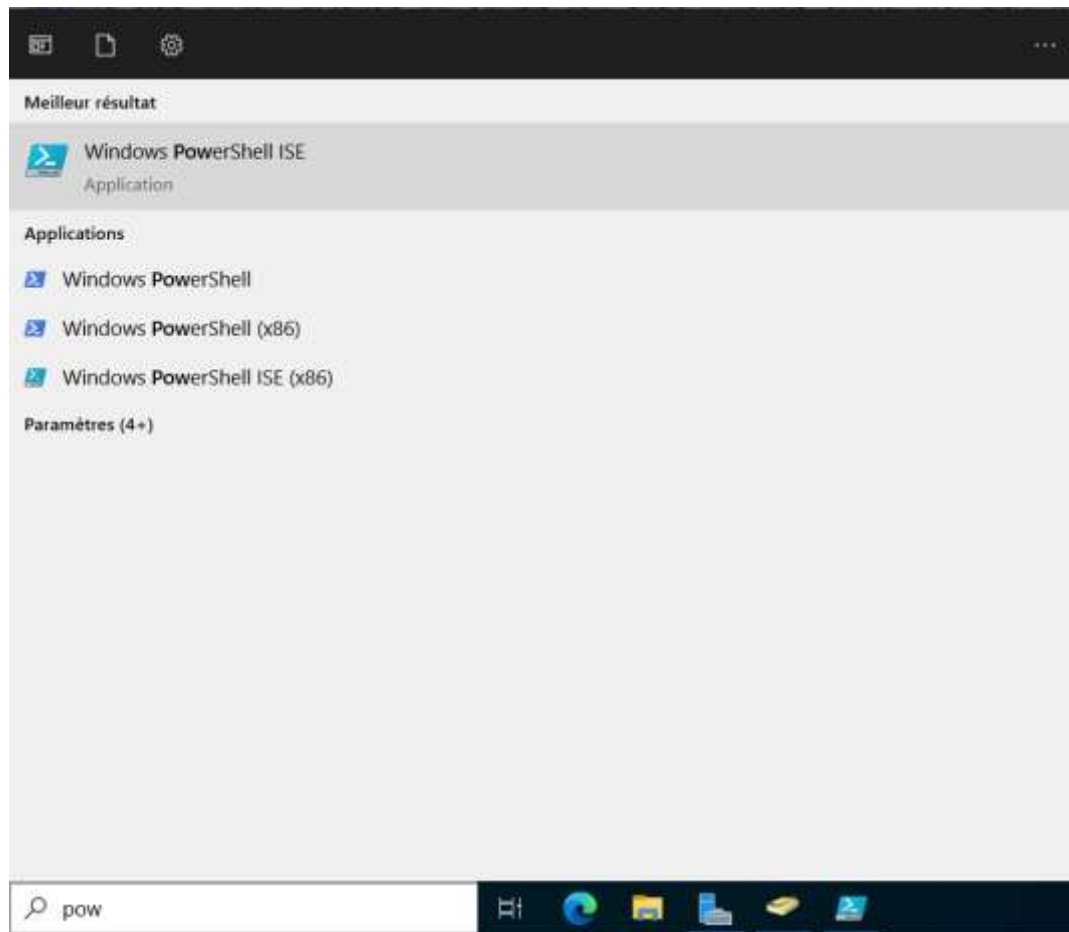 Meilleur résultat
Windows PowerShell ISE
Application
Applications
Windows PowerShell
Windows PowerShell (x86)
Windows PowerShell ISE (x86)
Paramètres (4+)
pow